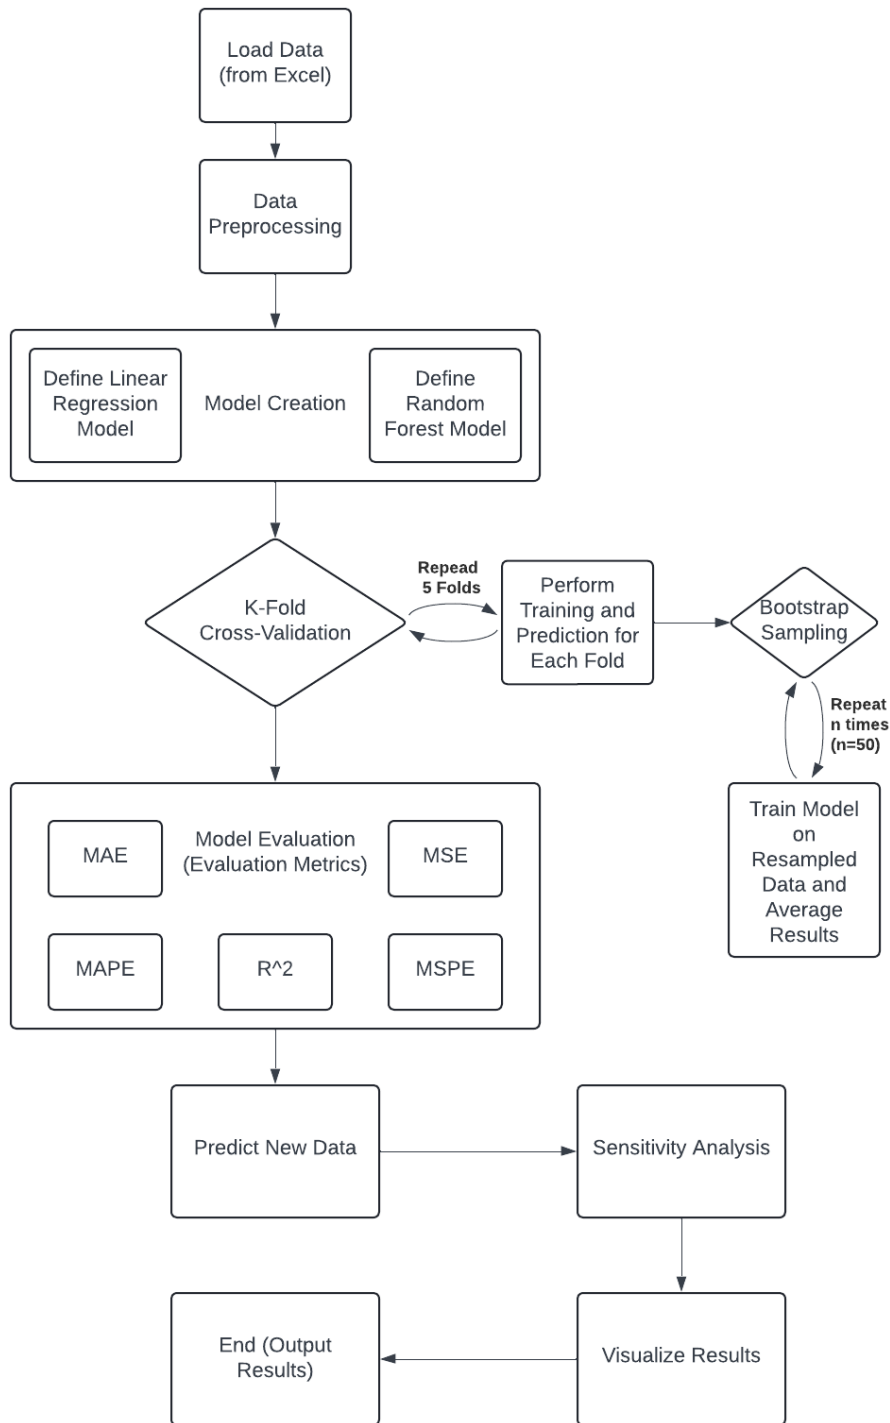 Load Data
(from Excel)
Data
Preprocessing
Define Linear
Regression
Model
Model Creation
Define
Random
Forest Model
K-Fold
Cross-Validation
Repead
5 Folds
Perform
Training and
Prediction for
Each Fold
Bootstrap
Sampling
Repeat
n times
(n=50)
Train Model
on
Resampled
Data and
Average
Results
Model Evaluation
(Evaluation Metrics)
MAE
MSE
MAPE
R^2
MSPE
Predict New Data
Sensitivity Analysis
Visualize Results
End (Output
Results)